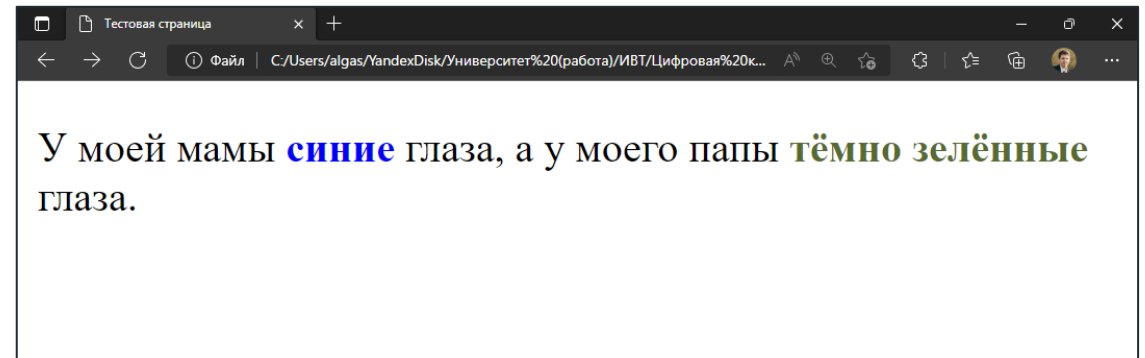 Тестовая страница
Файл C:/Users/algas/YandexDisk/Университет%20(работа)/ИВТ/Цифровая%20к...
У моей мамы синие глаза, а у моего папы тёмно зелённые
глаза.